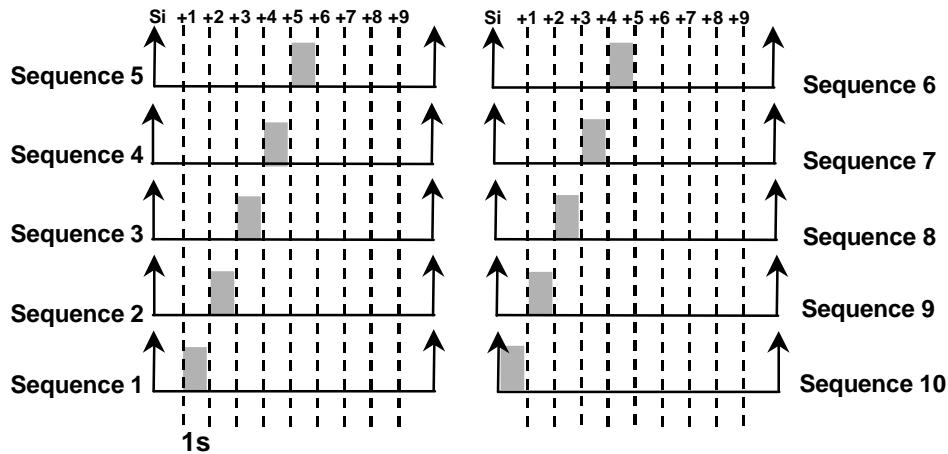 Si +1 +2 +3 +4 +5 +6 +7 +8 +9
Si +1 +2 +3 +4 +5 +6 +7 +8 +9
Sequence 5
Sequence 6
Sequence 4
Sequence 7
Sequence 3
Sequence 8
Sequence 2
Sequence 9
Sequence 1
Sequence 10
1s